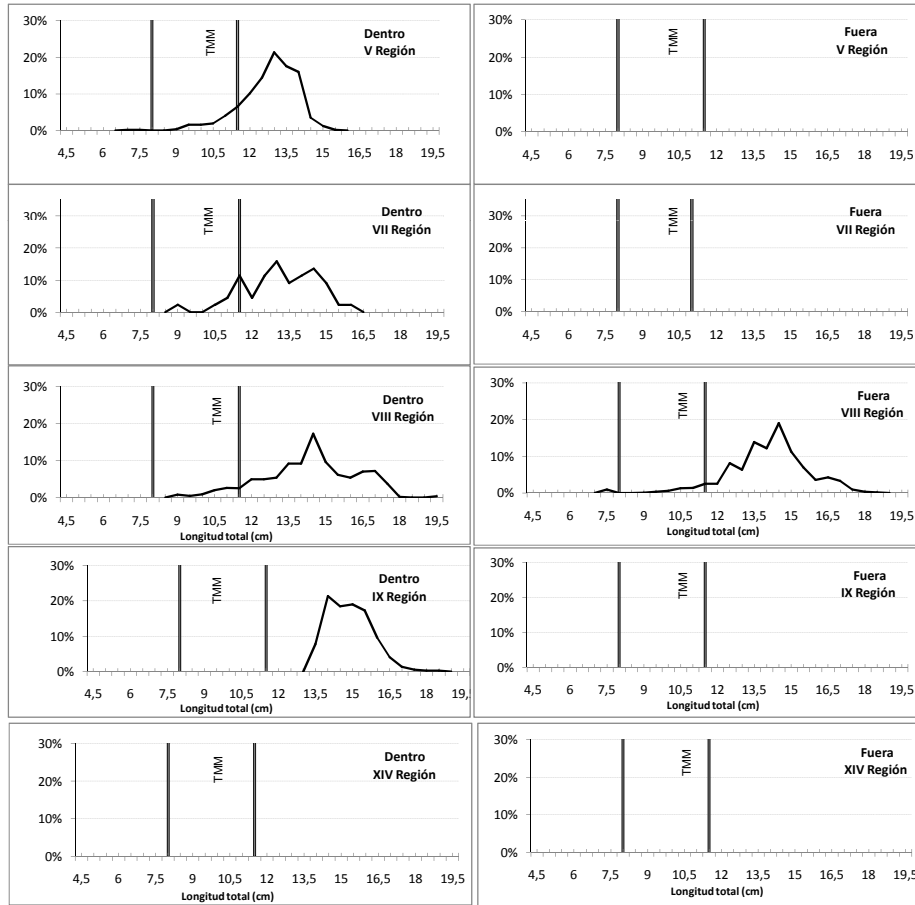 30%
20%
10%
0%
TMM
Dentro
V Región
4,5 6 7,5 9 10,5 12 13,5 15 16,5 18 19,5
30%
20%
10%
0%
TMM
Fuera
V Región
4,5 6 7,5 9 10,5 12 13,5 15 16,5 18 19,5
30%
20%
10%
0%
TMM
Dentro
VII Región
4,5 6 7,5 9 10,5 12 13,5 15 16,5 18 19,5
30%
20%
10%
0%
TMM
Fuera
VII Región
4,5 6 7,5 9 10,5 12 13,5 15 16,5 18 19,5
30%
20%
10%
0%
TMM
Dentro
VIII Región
4,5 6 7,5 9 10,5 12 13,5 15 16,5 18 19,5
Longitud total (cm)
30%
20%
10%
0%
TMM
Fuera
VIII Región
4,5 6 7,5 9 10,5 12 13,5 15 16,5 18 19,5
Longitud total (cm)
30%
20%
10%
0%
TMM
Dentro
IX Región
4,5 6 7,5 9 10,5 12 13,5 15 16,5 18 19,5
Longitud total (cm)
30%
20%
10%
0%
TMM
Fuera
IX Región
4,5 6 7,5 9 10,5 12 13,5 15 16,5 18 19,5
Longitud total (cm)
30%
20%
10%
0%
TMM
Dentro
XIV Región
4,5 6 7,5 9 10,5 12 13,5 15 16,5 18 19,5
Longitud total (cm)
30%
20%
10%
0%
TMM
Fuera
XIV Región
4,5 6 7,5 9 10,5 12 13,5 15 16,5 18 19,5
Longitud total (cm)